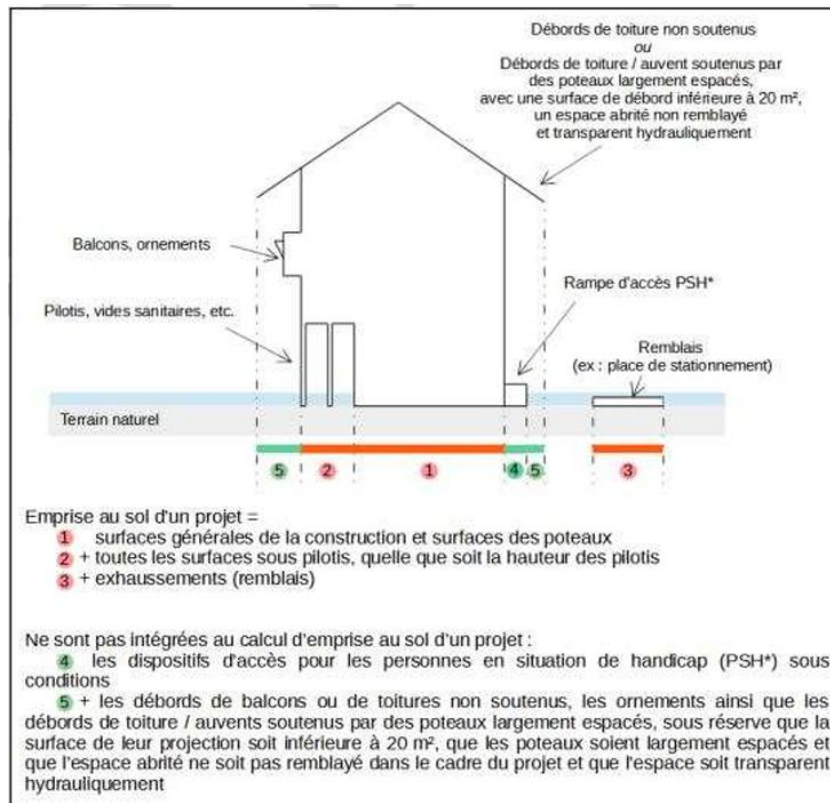 Débords de toiture non soutenus
ou
Débords de toiture / auvent soutenus par
des poteaux largement espacés,
avec une surface de débord inférieure à 20 m²,
un espace abrité non remblayé
et transparent hydrauliquement
Balcons, ornements
Rampe d'accès PSH*
Pilotis, vides sanitaires, etc.
Remblais
(ex : place de stationnement)
Terrain naturel
5 2 1 4 5 3
Emprise au sol d'un projet =
1 surfaces générales de la construction et surfaces des poteaux
2 + toutes les surfaces sous pilotis, quelle que soit la hauteur des pilotis
3 + exhaussements (remblais)
Ne sont pas intégrées au calcul d'emprise au sol d'un projet :
4 les dispositifs d'accès pour les personnes en situation de handicap (PSH*) sous
conditions
5 + les débords de balcons ou de toitures non soutenus, les ornements ainsi que les
débords de toiture / auvents soutenus par des poteaux largement espacés, sous réserve que la
surface de leur projection soit inférieure à 20 m², que les poteaux soient largement espacés et
que l'espace abrité ne soit pas remblayé dans le cadre du projet et que l'espace soit transparent
hydrauliquement